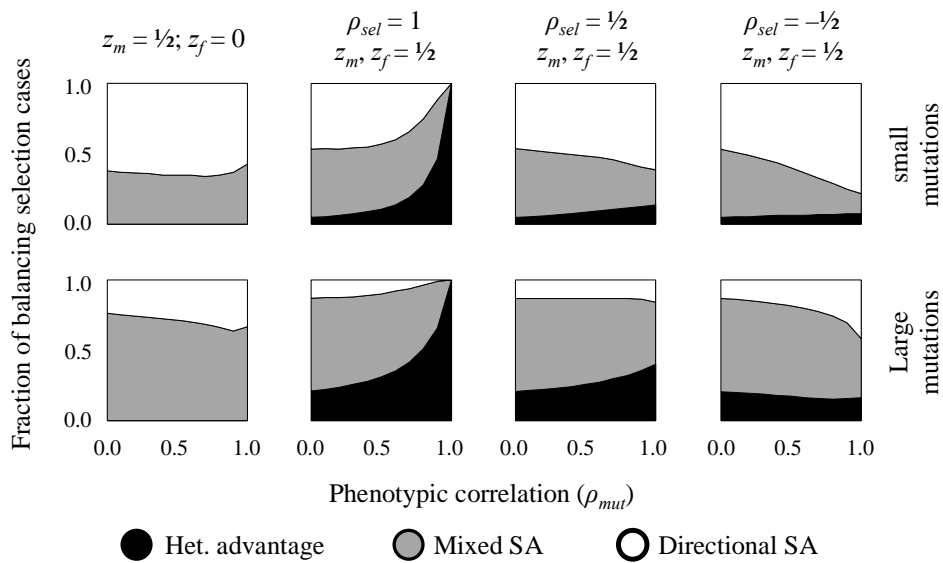 z_m = ½; z_f = 0
ρ_sel = 1
z_m, z_f = ½
ρ_sel = ½
z_m, z_f = ½
ρ_sel = –½
z_m, z_f = ½
Fraction of balancing selection cases
1.0
0.5
0.0
small
mutations
1.0
0.5
0.0
Large
mutations
0.0 0.5 1.0
0.0 0.5 1.0
0.0 0.5 1.0
0.0 0.5 1.0
Phenotypic correlation (ρ_mut)
Het. advantage
Mixed SA
Directional SA